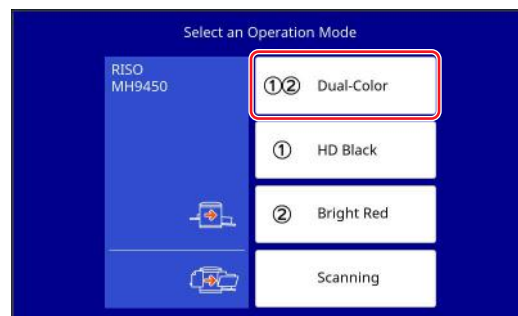 Select an Operation Mode
RISO
MH9450
①② Dual-Color
① HD Black
② Bright Red
Scanning